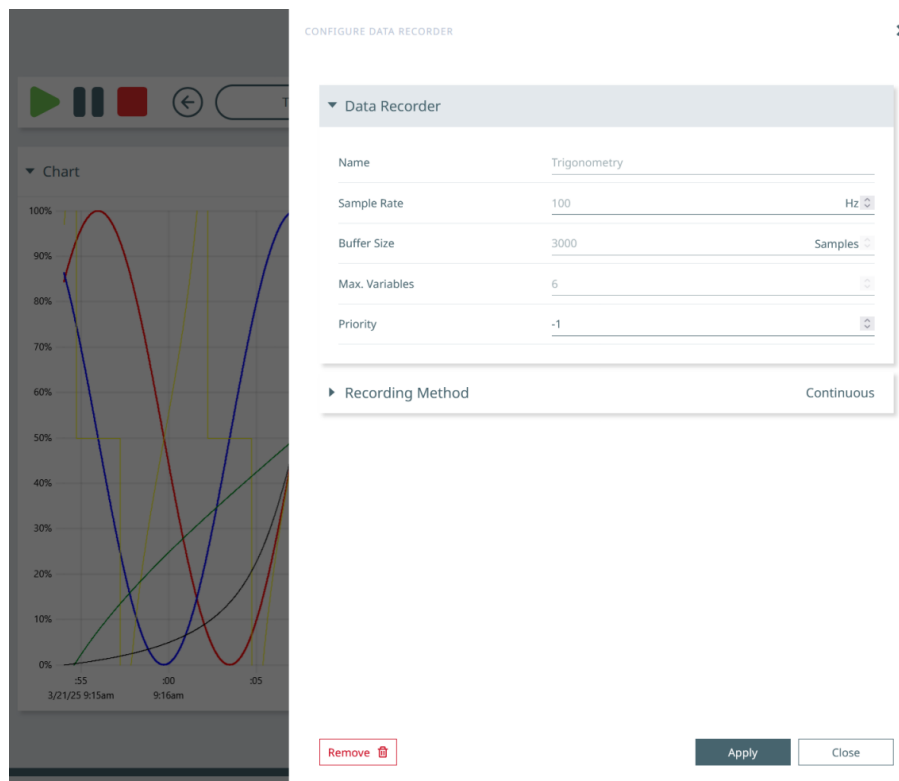 CONFIGURE DATA RECORDER
T
Chart
100%
90%
80%
70%
60%
50%
40%
30%
20%
10%
0%
:55
:00
:05
3/21/25 9:15am
9:16am
Data Recorder
Name
Trigonometry
Sample Rate
100
Hz
Buffer Size
3000
Samples
Max. Variables
6
Priority
-1
Recording Method
Continuous
Remove
Apply
Close